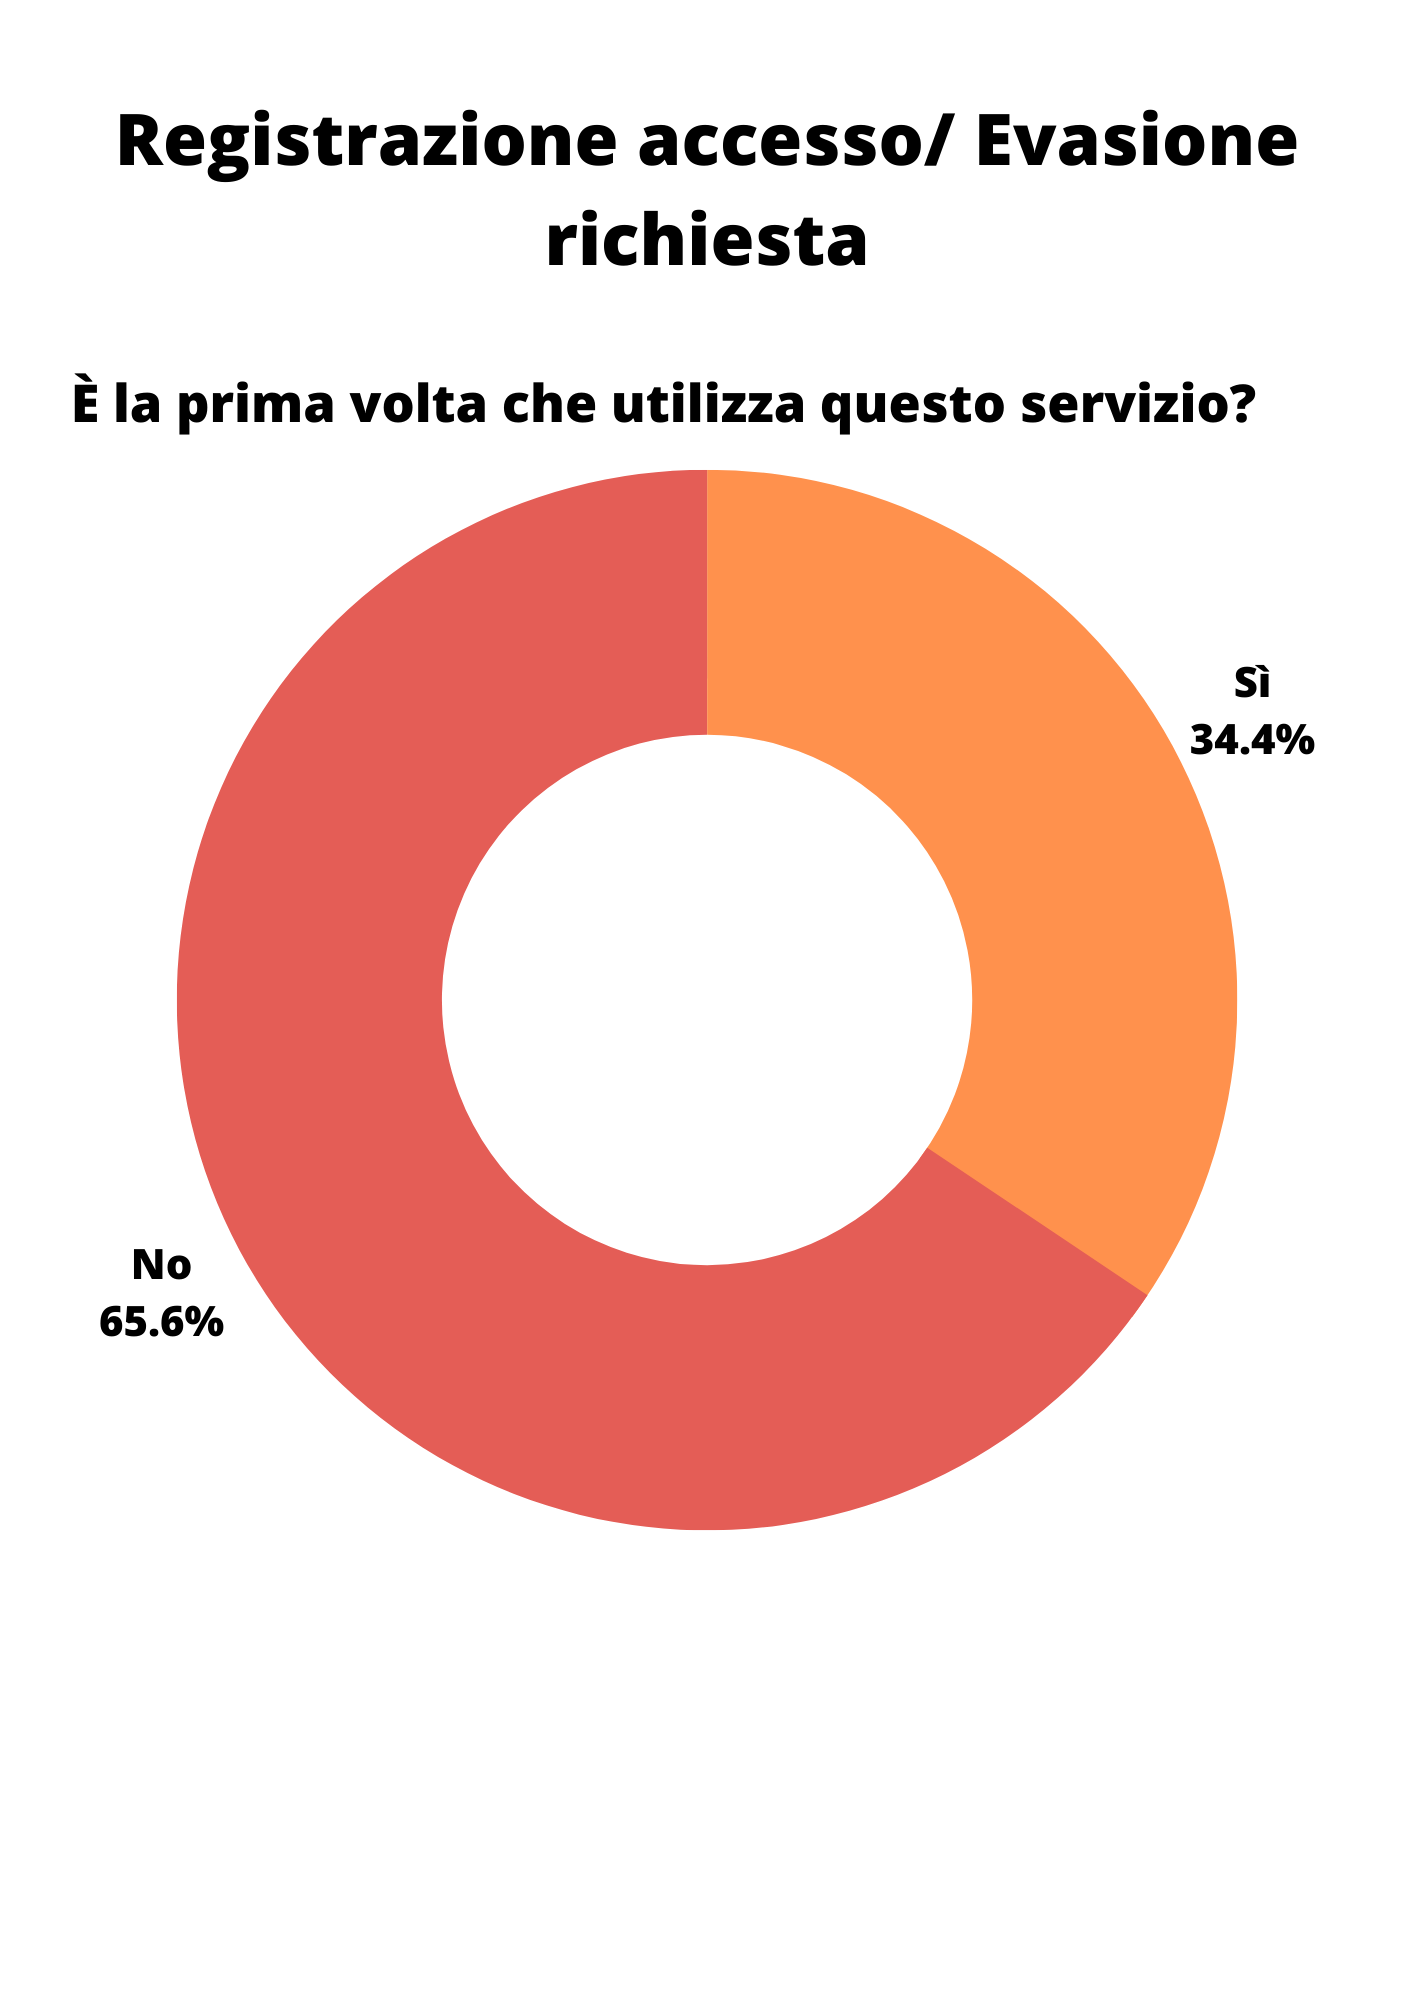 Registrazione accesso/ Evasione
richiesta
È la prima volta che utilizza questo servizio?
Sì
34.4%
No
65.6%